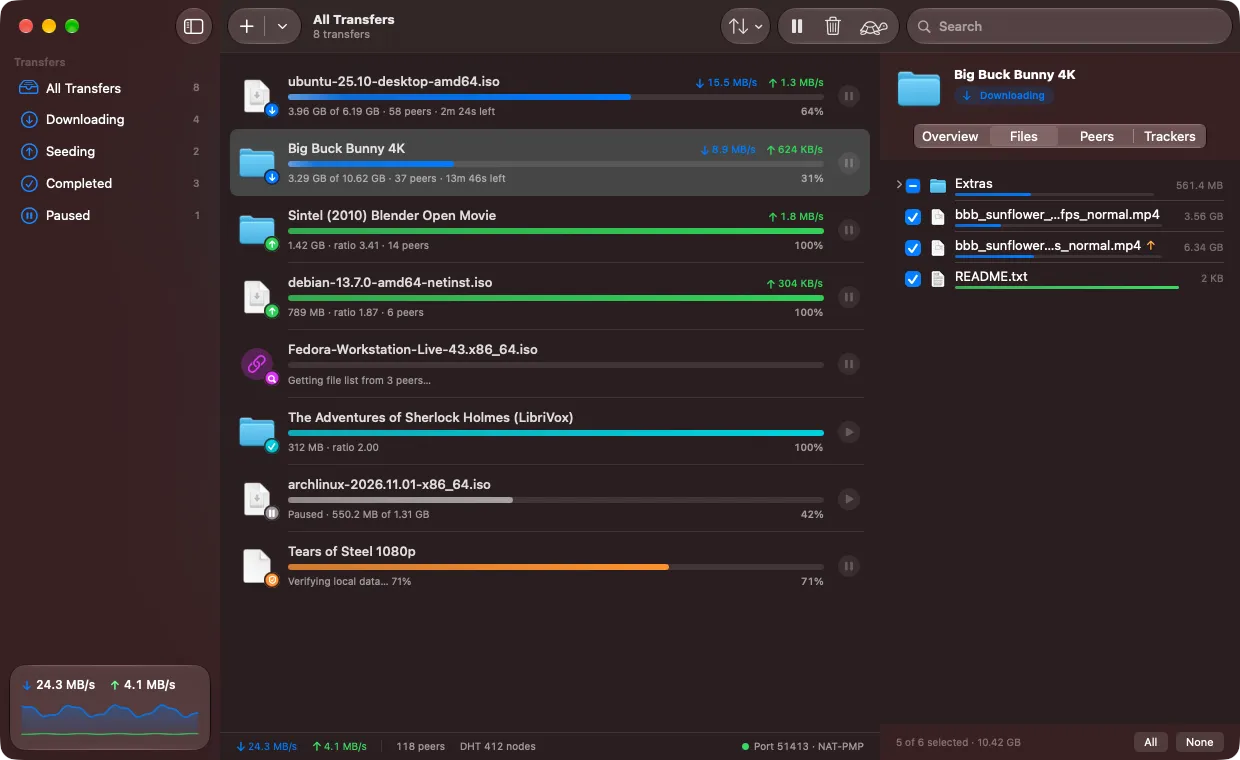 Transfers
All Transfers 8
Downloading 4
Seeding 2
Completed 3
Paused 1
24.3 MB/s 4.1 MB/s
All Transfers
8 transfers
Search
ubuntu-25.10-desktop-amd64.iso 15.5 MB/s 1.3 MB/s
3.96 GB of 6.19 GB · 58 peers · 2m 24s left 64%
Big Buck Bunny 4K 8.9 MB/s 624 KB/s
3.29 GB of 10.62 GB · 37 peers · 13m 46s left 31%
Sintel (2010) Blender Open Movie 1.8 MB/s
1.42 GB · ratio 3.41 · 14 peers 100%
debian-13.7.0-amd64-netinst.iso 304 KB/s
789 MB · ratio 1.87 · 6 peers 100%
Fedora-Workstation-Live-43.x86_64.iso
Getting file list from 3 peers...
The Adventures of Sherlock Holmes (LibriVox)
312 MB · ratio 2.00 100%
archlinux-2026.11.01-x86_64.iso
Paused · 550.2 MB of 1.31 GB 42%
Tears of Steel 1080p
Verifying local data... 71% 71%
24.3 MB/s 4.1 MB/s 118 peers DHT 412 nodes Port 51413 · NAT-PMP
Big Buck Bunny 4K
Downloading
Overview Files Peers Trackers
Extras 561.4 MB
bbb_sunflower_...fps_normal.mp4 3.56 GB
bbb_sunflower...s_normal.mp4 ↑ 6.34 GB
README.txt 2 KB
5 of 6 selected · 10.42 GB All None